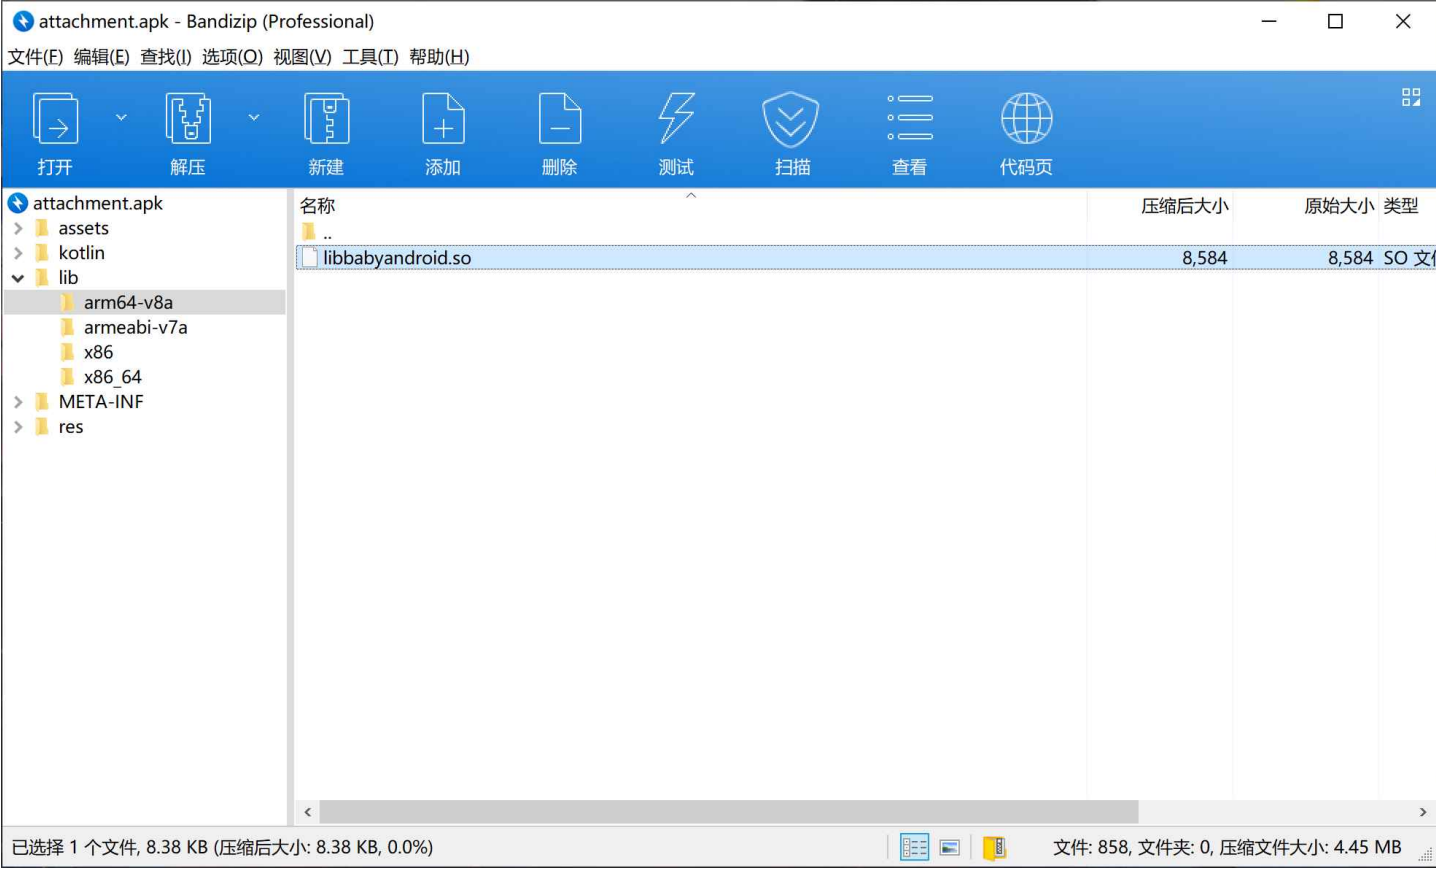 attachment.apk - Bandizip (Professional)
文件(F) 编辑(E) 查找(I) 选项(O) 视图(V) 工具(T) 帮助(H)
打开 解压 新建 添加 删除 测试 扫描 查看 代码页
attachment.apk
assets
kotlin
lib
arm64-v8a
armeabi-v7a
x86
x86_64
META-INF
res
名称 压缩后大小 原始大小 类型
..
libbabyandroid.so 8,584 8,584 SO 文
已选择 1 个文件, 8.38 KB (压缩后大小: 8.38 KB, 0.0%)
文件: 858, 文件夹: 0, 压缩文件大小: 4.45 MB